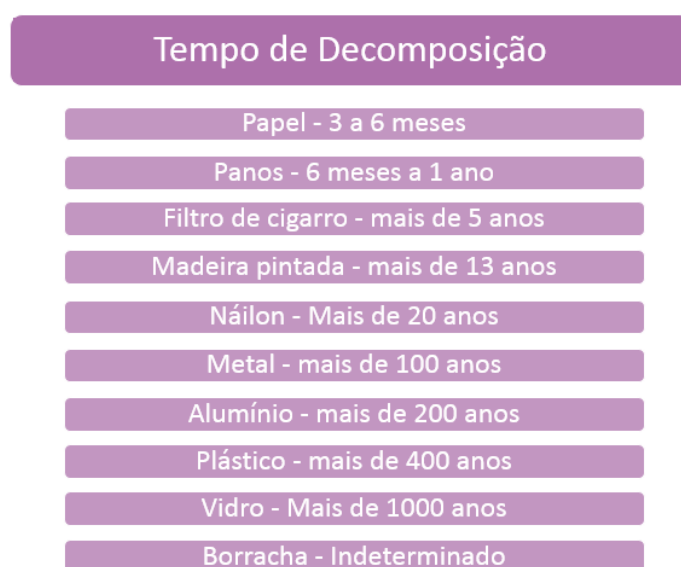 Tempo de Decomposição
Papel - 3 a 6 meses
Panos - 6 meses a 1 ano
Filtro de cigarro - mais de 5 anos
Madeira pintada - mais de 13 anos
Náilon - Mais de 20 anos
Metal - mais de 100 anos
Alumínio - mais de 200 anos
Plástico - mais de 400 anos
Vidro - Mais de 1000 anos
Borracha - Indeterminado